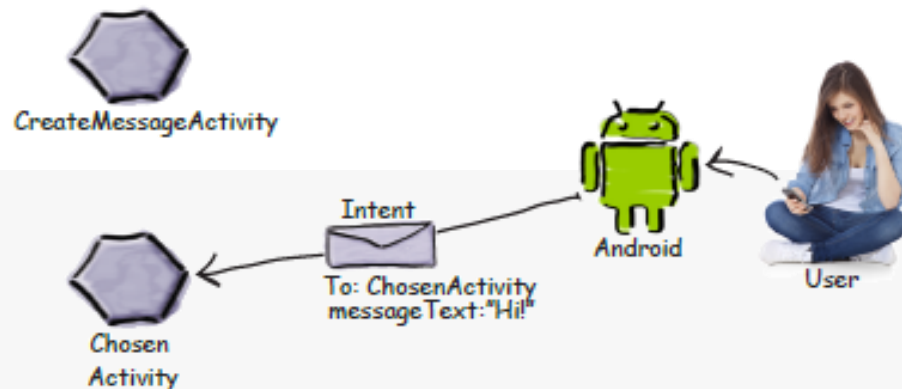 CreateMessageActivity
Intent
Android
User
To: ChosenActivity
messageText:"Hi!"
Chosen
Activity